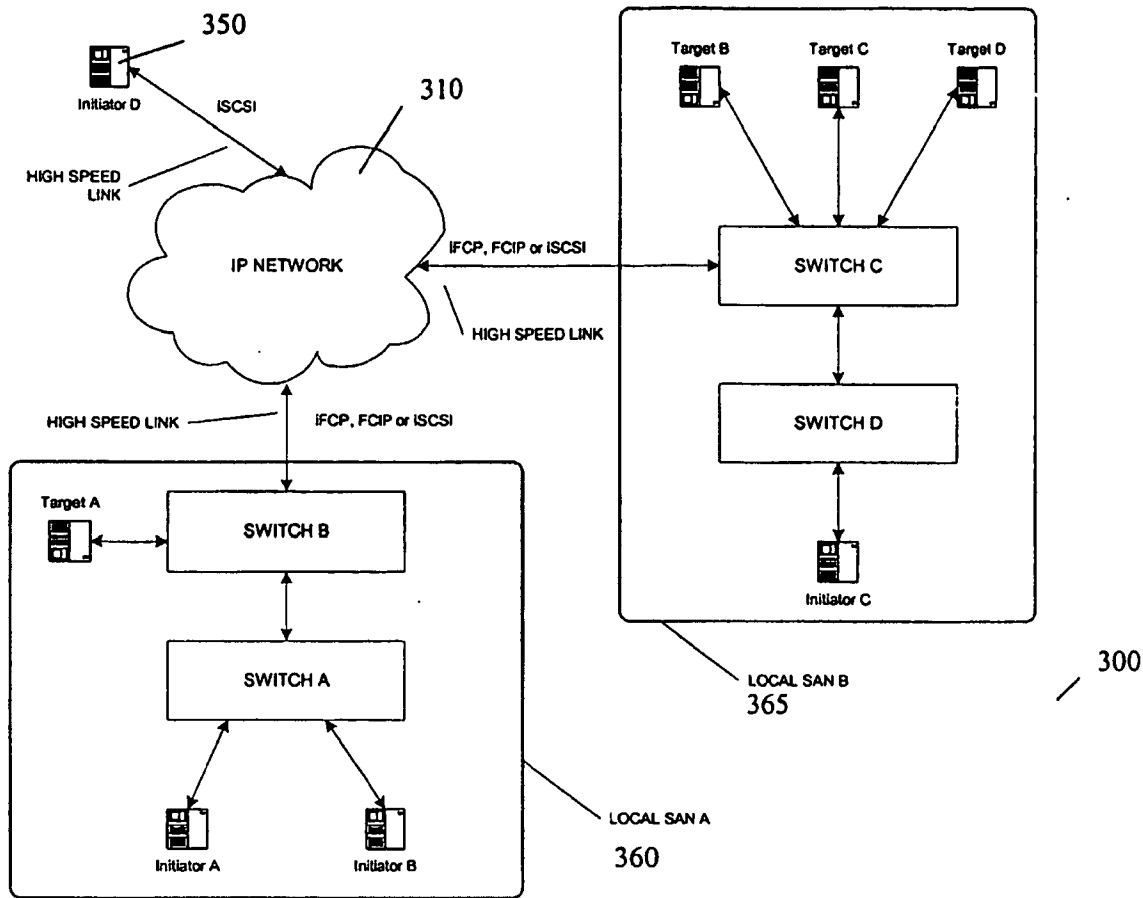 350
Initiator D
iSCSI
HIGH SPEED
LINK
310
IP NETWORK
iFCP, FCIP or iSCSI
HIGH SPEED LINK
Target B
Target C
Target D
SWITCH C
SWITCH D
Initiator C
LOCAL SAN B
365
300
HIGH SPEED LINK
iFCP, FCIP or iSCSI
Target A
SWITCH B
SWITCH A
Initiator A
Initiator B
LOCAL SAN A
360